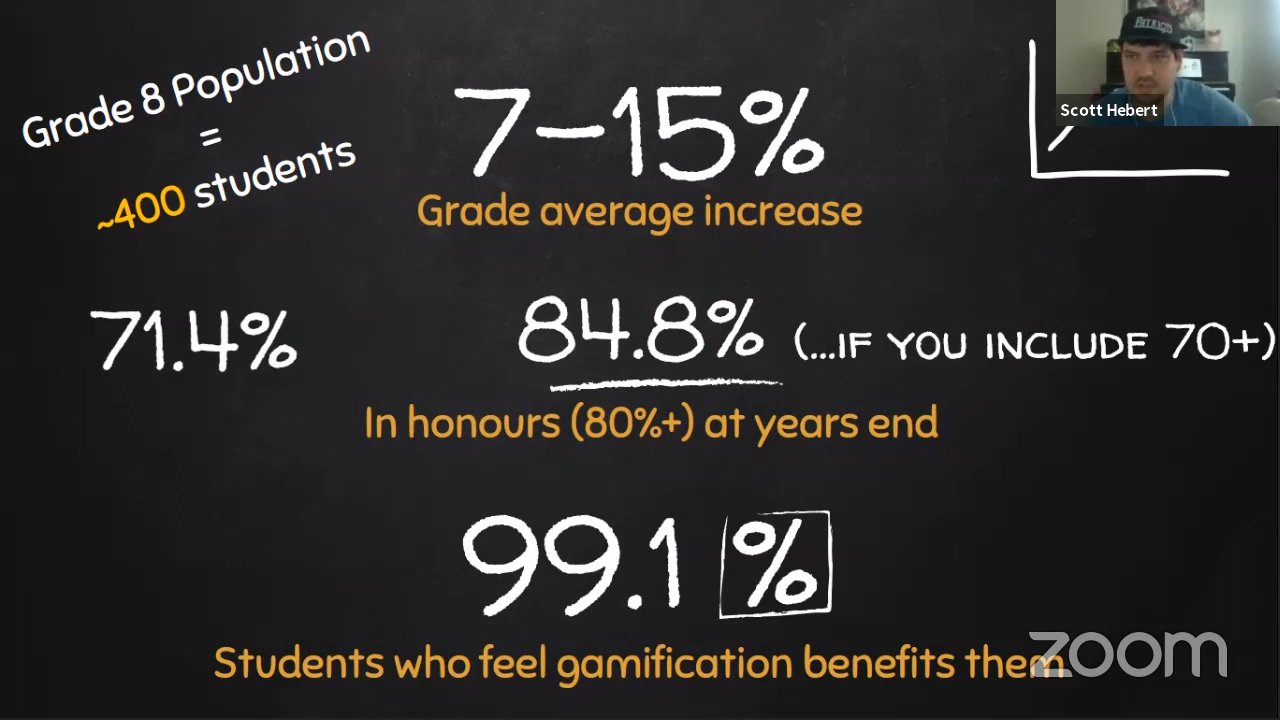 Grade 8 Population
=
~400 students
7-15%
Grade average increase
71.4%
84.8% (...IF YOU INCLUDE 70+)
In honours (80%+) at years end
99.1 %
Students who feel gamification benefits them
PATRIOTS
Scott Hebert
zoom